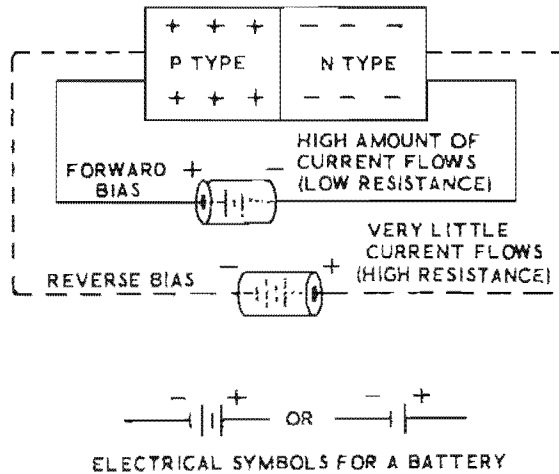 + + + − − −
P TYPE N TYPE
+ + + − − −
FORWARD
BIAS
+ −
HIGH AMOUNT OF
CURRENT FLOWS
(LOW RESISTANCE)
REVERSE BIAS
− +
VERY LITTLE
CURRENT FLOWS
(HIGH RESISTANCE)
− + OR − +
ELECTRICAL SYMBOLS FOR A BATTERY